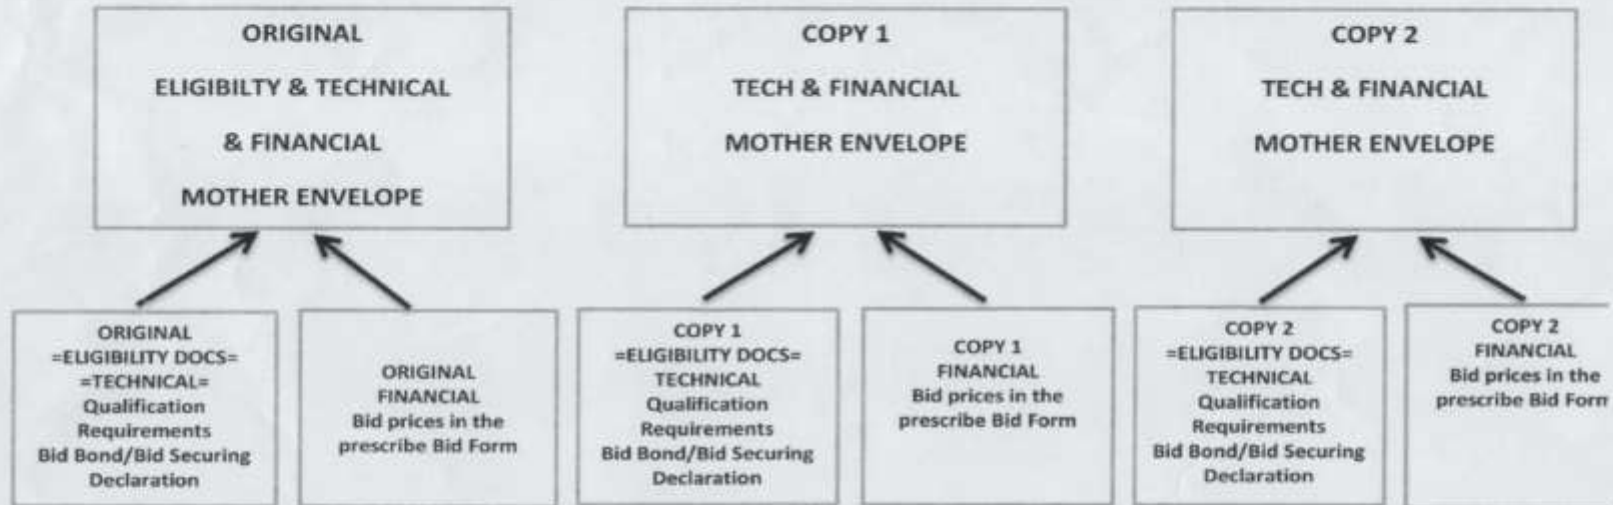 ORIGINAL
ELIGIBILTY & TECHNICAL
& FINANCIAL
MOTHER ENVELOPE
COPY 1
TECH & FINANCIAL
MOTHER ENVELOPE
COPY 2
TECH & FINANCIAL
MOTHER ENVELOPE
ORIGINAL
=ELIGIBILITY DOCS=
=TECHNICAL=
Qualification
Requirements
Bid Bond/Bid Securing
Declaration
ORIGINAL
FINANCIAL
Bid prices in the
prescribe Bid Form
COPY 1
=ELIGIBILITY DOCS=
TECHNICAL
Qualification
Requirements
Bid Bond/Bid Securing
Declaration
COPY 1
FINANCIAL
Bid prices in the
prescribe Bid Form
COPY 2
=ELIGIBILITY DOCS=
TECHNICAL
Qualification
Requirements
Bid Bond/Bid Securing
Declaration
COPY 2
FINANCIAL
Bid prices in the
prescribe Bid Form